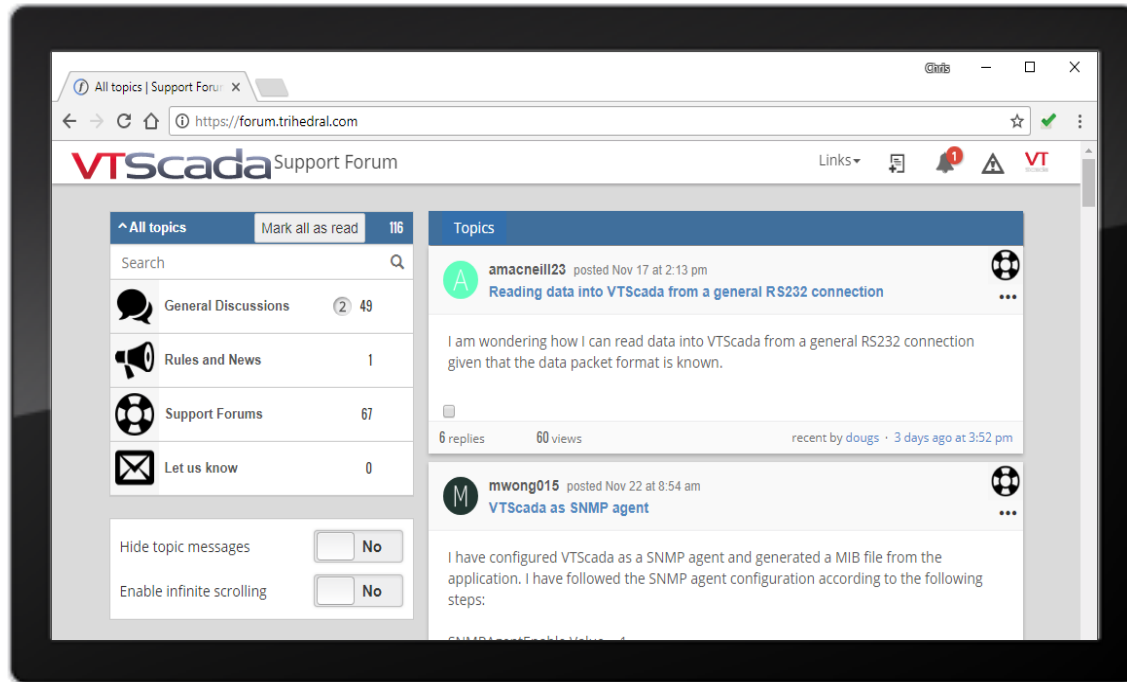 Chris
All topics | Support Foru
https://forum.trihedral.com
VTScada Support Forum
Links
1
VT
All topics
Mark all as read
116
Search
General Discussions
2
49
Rules and News
1
Support Forums
67
Let us know
0
Hide topic messages
No
Enable infinite scrolling
No
Topics
A
amacneill23 posted Nov 17 at 2:13 pm
Reading data into VTScada from a general RS232 connection
I am wondering how I can read data into VTScada from a general RS232 connection
given that the data packet format is known.
6 replies
60 views
recent by dougs · 3 days ago at 3:52 pm
M
mwong015 posted Nov 22 at 8:54 am
VTScada as SNMP agent
I have configured VTScada as a SNMP agent and generated a MIB file from the
application. I have followed the SNMP agent configuration according to the following
steps: